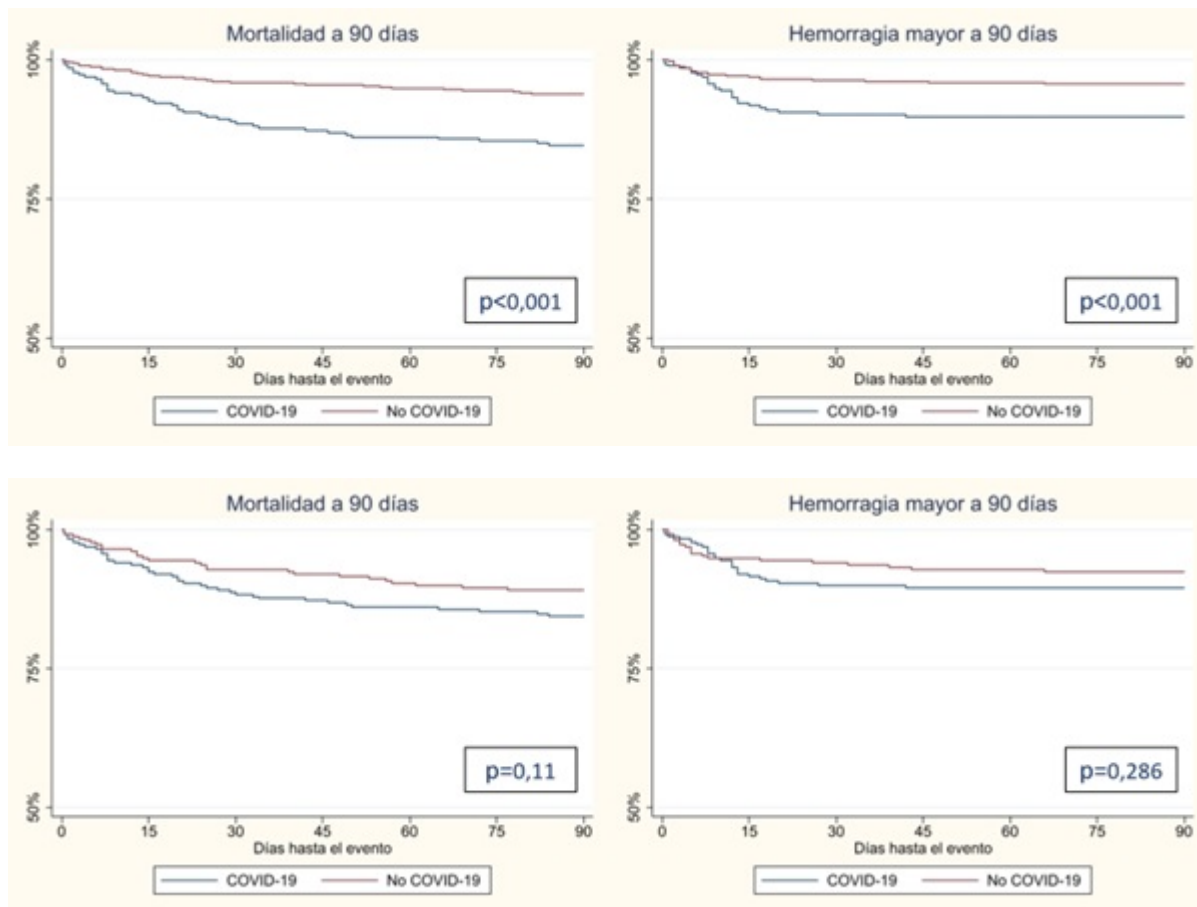 Mortalidad a 90 días
100%
75%
50%
p<0,001
0 15 30 45 60 75 90
Días hasta el evento
COVID-19 No COVID-19
Hemorragia mayor a 90 días
100%
75%
50%
p<0,001
0 15 30 45 60 75 90
Días hasta el evento
COVID-19 No COVID-19
Mortalidad a 90 días
100%
75%
50%
p=0,11
0 15 30 45 60 75 90
Días hasta el evento
COVID-19 No COVID-19
Hemorragia mayor a 90 días
100%
75%
50%
p=0,286
0 15 30 45 60 75 90
Días hasta el evento
COVID-19 No COVID-19